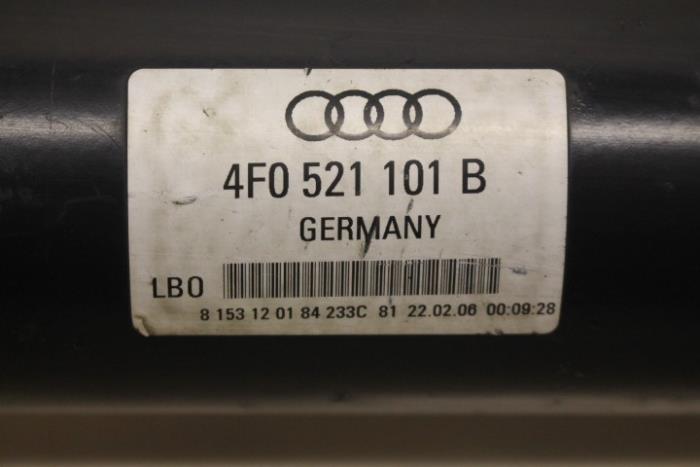 4F0 521 101 B
GERMANY
LBO
8 153 12 01 84 233C 81 22.02.06 00:09:28